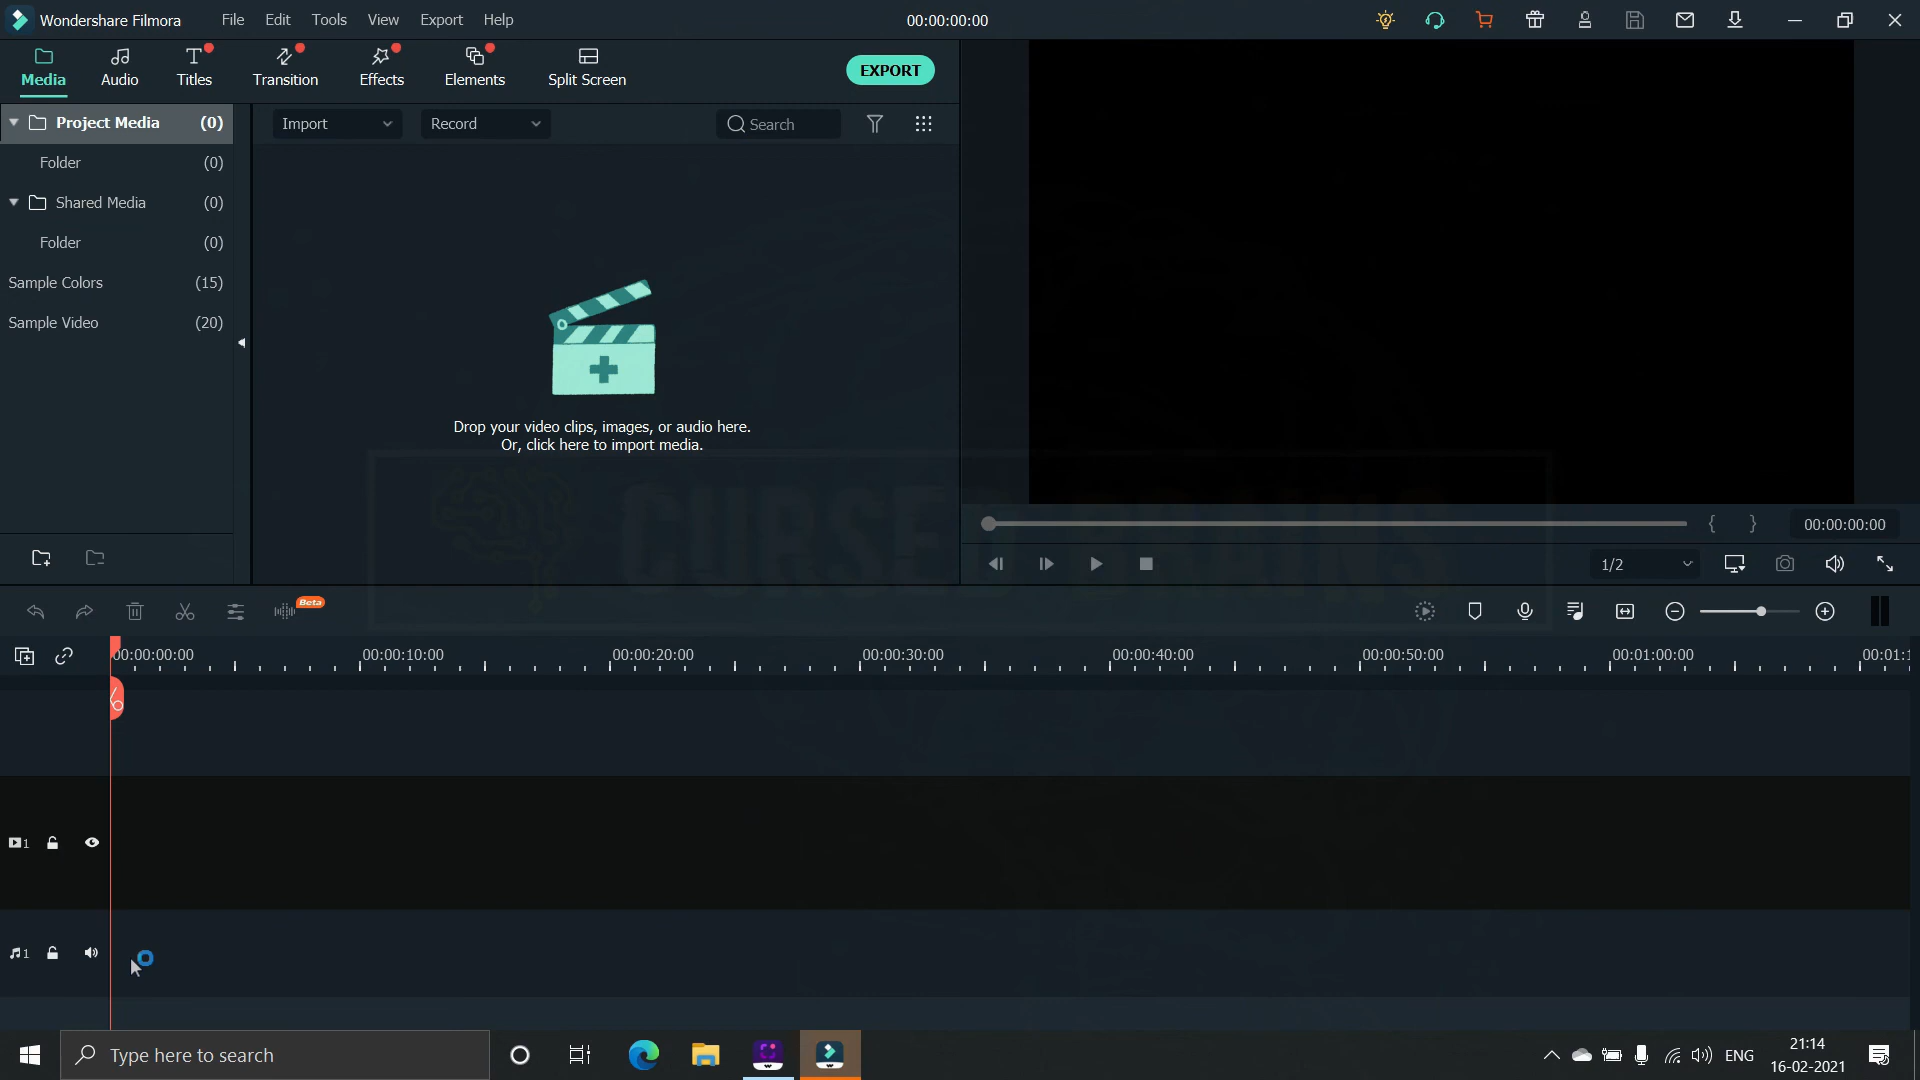 Wondershare Filmora File Edit Tools View Export Help 00:00:00:00
Media Audio Titles Transition Effects Elements Split Screen EXPORT
Project Media (0)
Folder (0)
Shared Media (0)
Folder (0)
Sample Colors (15)
Sample Video (20)
Import Record Search
Drop your video clips, images, or audio here.
Or, click here to import media.
CURSED BRAINS
00:00:00:00
1/2
Beta
00:00:00:00 00:00:10:00 00:00:20:00 00:00:30:00 00:00:40:00 00:00:50:00 00:01:00:00 00:01:1
1
1
Type here to search
ENG
21:14
16-02-2021